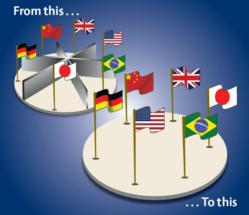 From this . . .
. . . To this